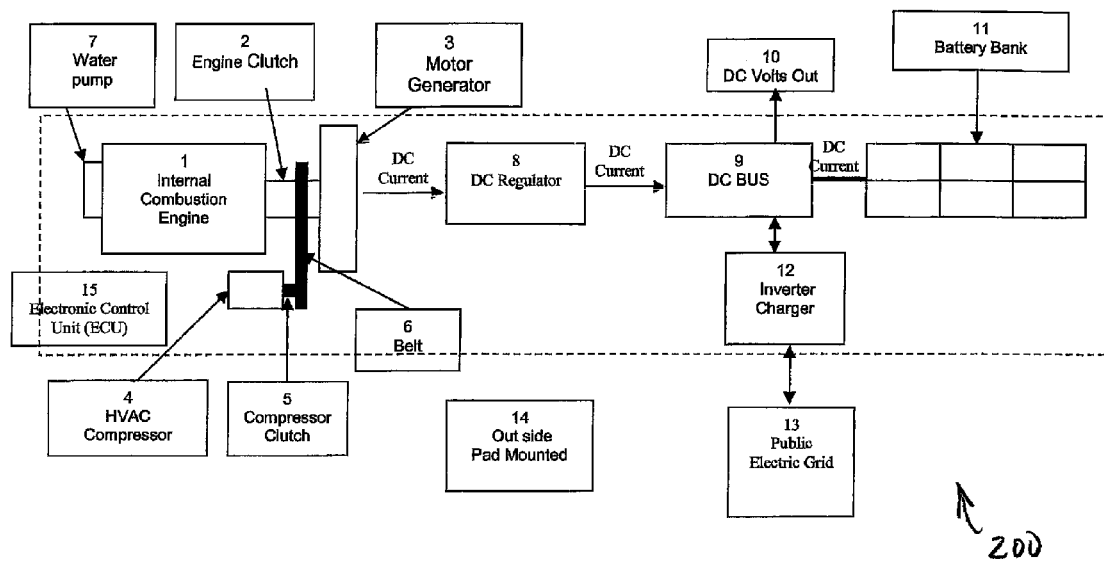 7
Water
pump
2
Engine Clutch
3
Motor
Generator
10
DC Volts Out
11
Battery Bank
1
Internal
Combustion
Engine
DC
Current
8
DC Regulator
DC
Current
9
DC BUS
DC
Current
15
Electronic Control
Unit (ECU)
6
Belt
12
Inverter
Charger
4
HVAC
Compressor
5
Compressor
Clutch
14
Out side
Pad Mounted
13
Public
Electric Grid
200